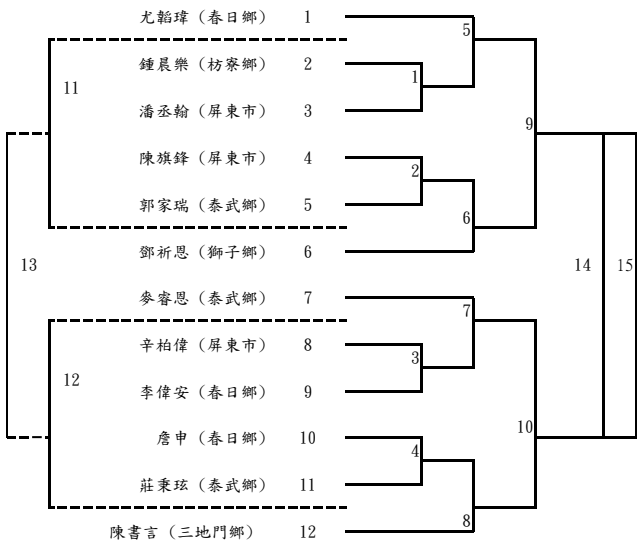 尤韜瑋（春日鄉） 1
5
鍾晨樂（枋寮鄉） 2
1
11
潘丞翰（屏東市） 3
9
陳旗鋒（屏東市） 4
2
郭家瑞（泰武鄉） 5
6
鄧祈恩（獅子鄉） 6
13
14
15
麥睿恩（泰武鄉） 7
7
辛柏偉（屏東市） 8
3
12
李偉安（春日鄉） 9
10
詹申（春日鄉） 10
4
莊秉玹（泰武鄉） 11
8
陳書言（三地門鄉） 12